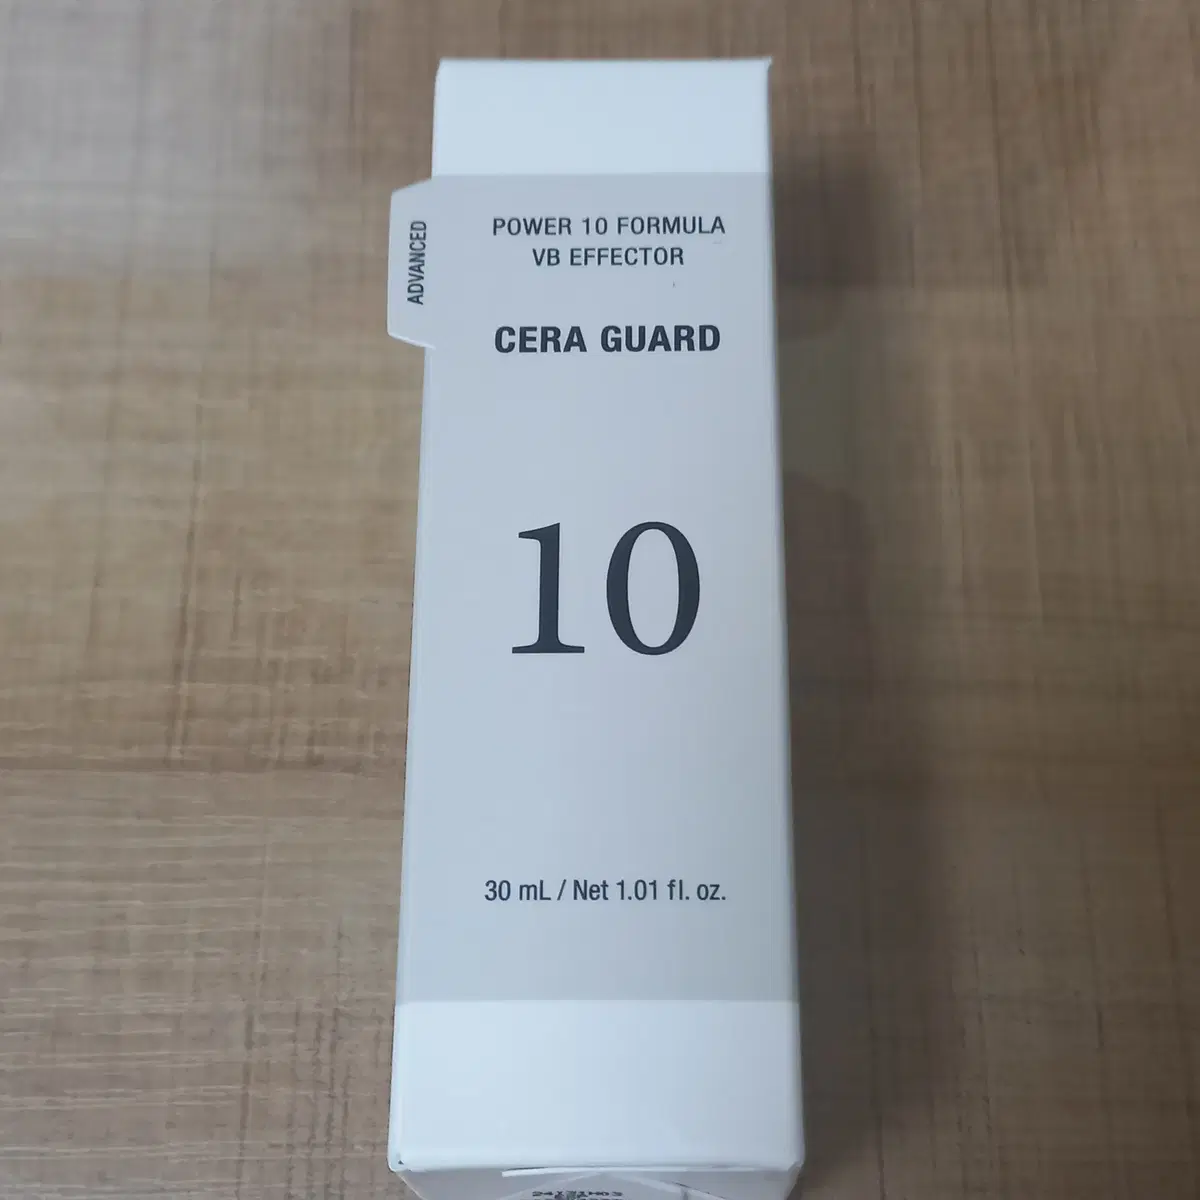 ADVANCED
POWER 10 FORMULA
VB EFFECTOR
CERA GUARD
10
30 mL / Net 1.01 fl. oz.